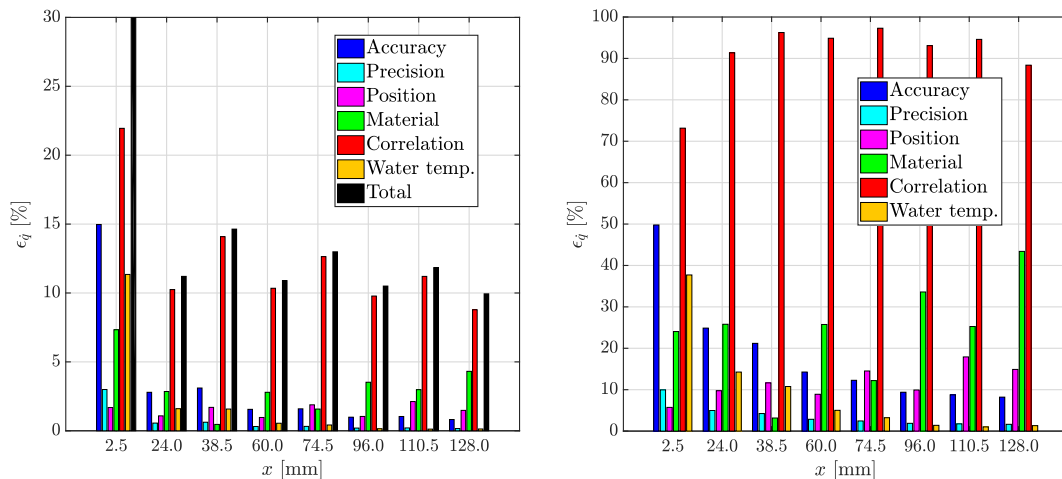 30
25
20
15
10
5
0
ϵq̇ [%]
Accuracy
Precision
Position
Material
Correlation
Water temp.
Total
2.5 24.0 38.5 60.0 74.5 96.0 110.5 128.0
x [mm]
100
90
80
70
60
50
40
30
20
10
0
ϵq̇ [%]
Accuracy
Precision
Position
Material
Correlation
Water temp.
2.5 24.0 38.5 60.0 74.5 96.0 110.5 128.0
x [mm]